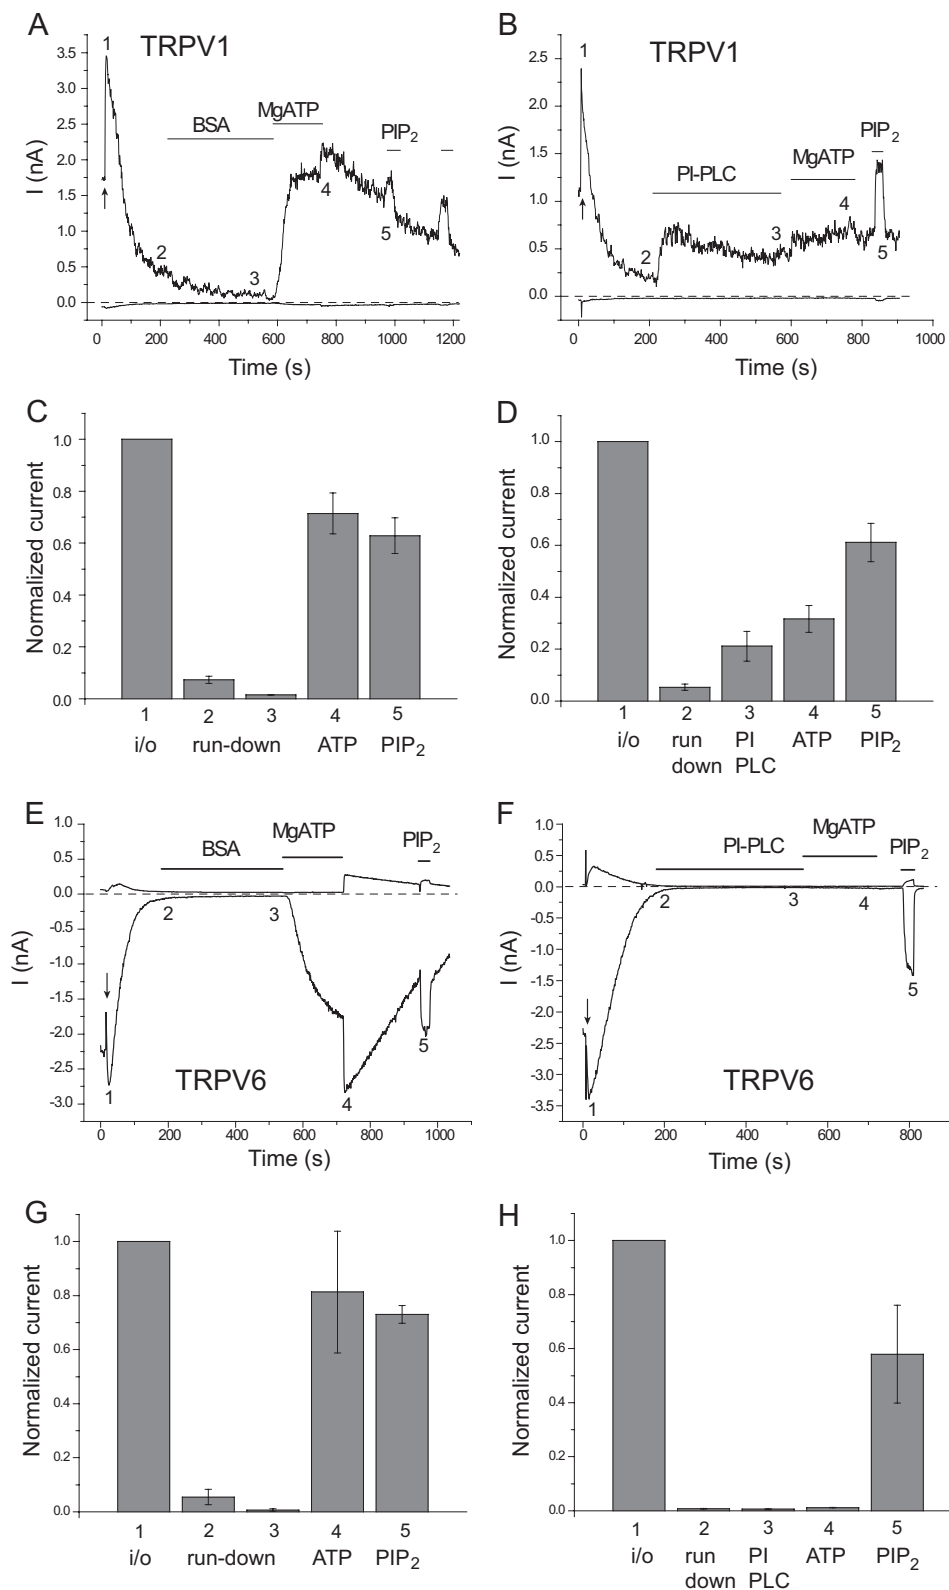 A
TRPV1
1
BSA
MgATP
PIP2
2
3
4
5
I (nA)
3.5
3.0
2.5
2.0
1.5
1.0
0.5
0.0
0 200 400 600 800 1000 1200
Time (s)
B
TRPV1
1
PI-PLC
MgATP
PIP2
2
3
4
5
I (nA)
2.5
2.0
1.5
1.0
0.5
0.0
0 200 400 600 800 1000
Time (s)
C
Normalized current
1.0
0.8
0.6
0.4
0.2
0.0
1 2 3 4 5
i/o run-down ATP PIP2
D
Normalized current
1.0
0.8
0.6
0.4
0.2
0.0
1 2 3 4 5
i/o run PI ATP PIP2
down PLC
E
BSA
MgATP
PIP2
1
2
3
4
5
TRPV6
I (nA)
1.0
0.5
0.0
-0.5
-1.0
-1.5
-2.0
-2.5
-3.0
0 200 400 600 800 1000
Time (s)
F
PI-PLC
MgATP
PIP2
1
2
3
4
5
TRPV6
I (nA)
1.0
0.5
0.0
-0.5
-1.0
-1.5
-2.0
-2.5
-3.0
-3.5
0 200 400 600 800
Time (s)
G
Normalized current
1.0
0.8
0.6
0.4
0.2
0.0
1 2 3 4 5
i/o run-down ATP PIP2
H
Normalized current
1.0
0.8
0.6
0.4
0.2
0.0
1 2 3 4 5
i/o run PI ATP PIP2
down PLC